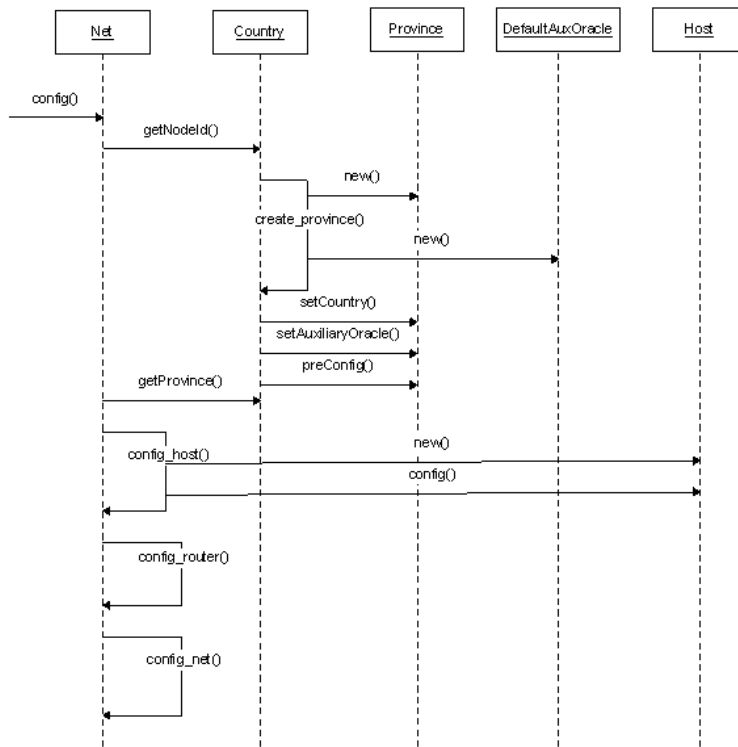 Net
Country
Province
DefaultAuxOracle
Host
config()
getNodeId()
new()
create_province()
new()
setCountry()
setAuxiliaryOracle()
preConfig()
getProvince()
new()
config_host()
config()
config_router()
config_net()